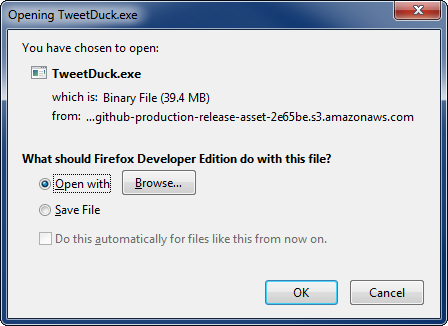 Opening TweetDuck.exe
You have chosen to open:
TweetDuck.exe
which is: Binary File (39.4 MB)
from: ...github-production-release-asset-2e65be.s3.amazonaws.com
What should Firefox Developer Edition do with this file?
Open with Browse...
Save File
Do this automatically for files like this from now on.
OK Cancel